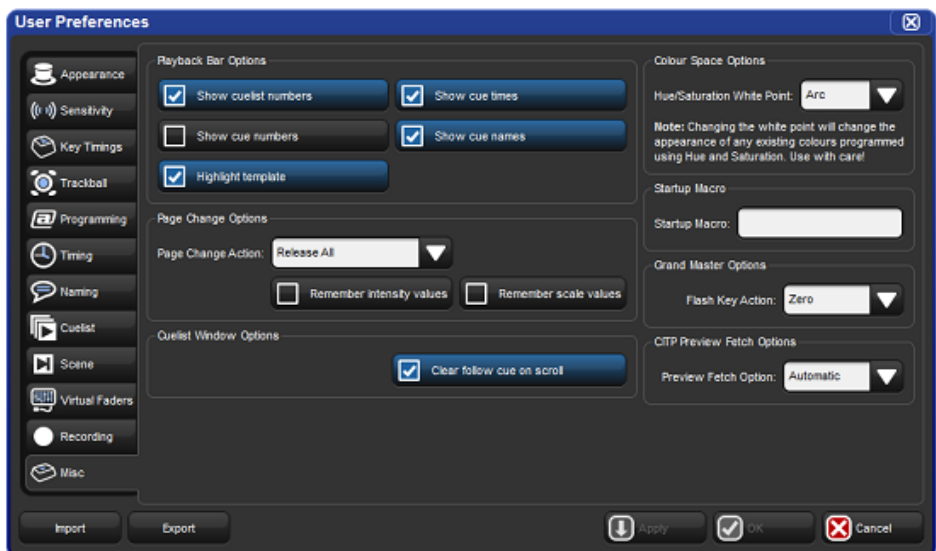 User Preferences
Appearance
Sensitivity
Key Timings
Trackball
Programming
Timing
Naming
Cuelist
Scene
Virtual Faders
Recording
Misc
Playback Bar Options
Show cuelist numbers
Show cue times
Show cue numbers
Show cue names
Highlight template
Page Change Options
Page Change Action: Release All
Remember intensity values
Remember scale values
Cuelist Window Options
Clear follow cue on scroll
Colour Space Options
Hue/Saturation White Point: Arc
Note: Changing the white point will change the
appearance of any existing colours programmed
using Hue and Saturation. Use with care!
Startup Macro
Startup Macro:
Grand Master Options
Flash Key Action: Zero
CITP Preview Fetch Options
Preview Fetch Option: Automatic
Import
Export
Apply
OK
Cancel